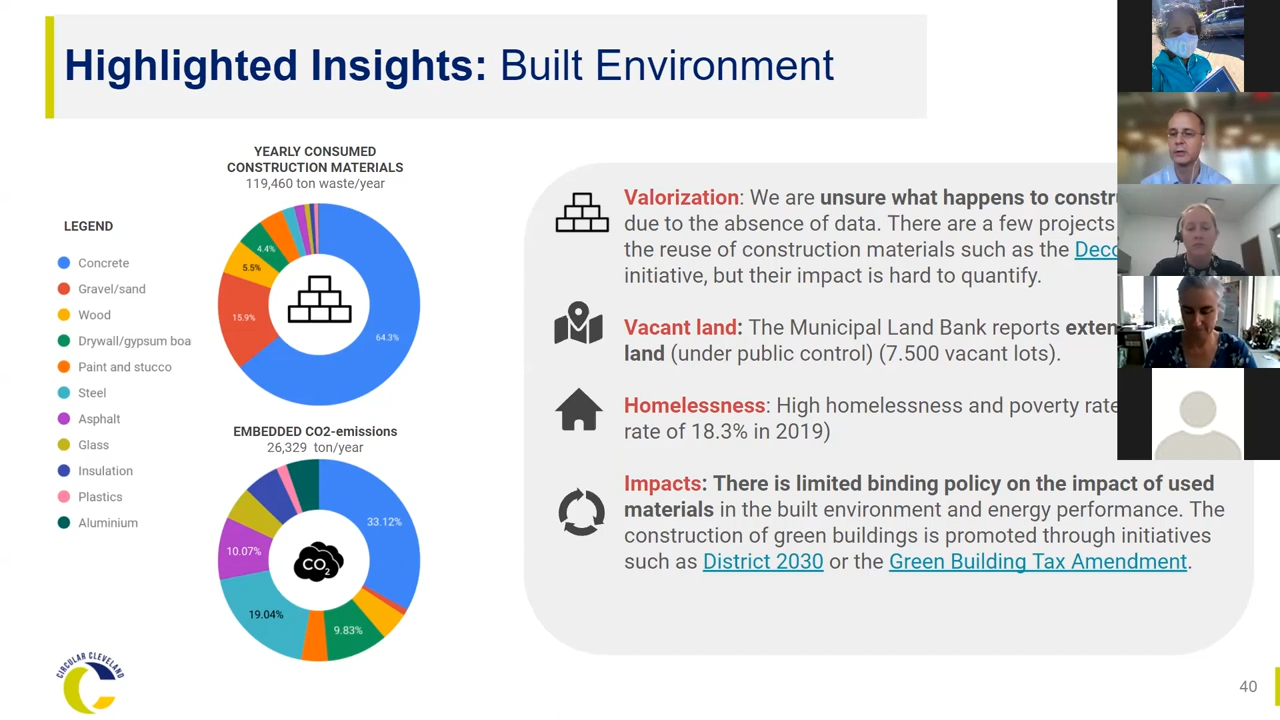 Highlighted Insights: Built Environment
YEARLY CONSUMED
CONSTRUCTION MATERIALS
119,460 ton waste/year
LEGEND
Concrete
Gravel/sand
Wood
Drywall/gypsum boa
Paint and stucco
Steel
Asphalt
Glass
Insulation
Plastics
Aluminium
4.4%
5.5%
15.9%
64.3%
EMBEDDED CO2-emissions
26,329 ton/year
33.12%
10.07%
CO2
19.04%
9.83%
Valorization: We are unsure what happens to constru
due to the absence of data. There are a few projects
the reuse of construction materials such as the Deco
initiative, but their impact is hard to quantify.
Vacant land: The Municipal Land Bank reports exten
land (under public control) (7.500 vacant lots).
Homelessness: High homelessness and poverty rate
rate of 18.3% in 2019)
Impacts: There is limited binding policy on the impact of used
materials in the built environment and energy performance. The
construction of green buildings is promoted through initiatives
such as District 2030 or the Green Building Tax Amendment.
CIRCULAR CLEVELAND
40